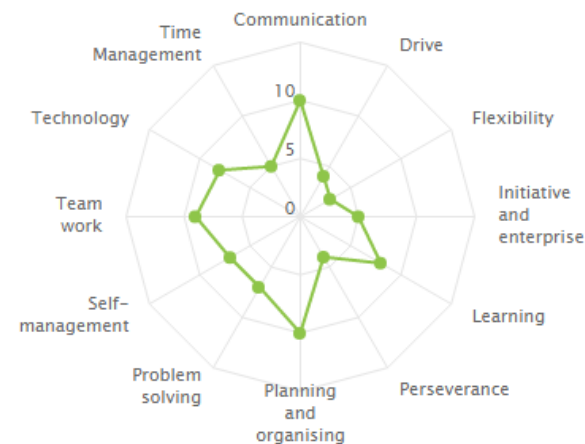 Communication
Drive
Flexibility
Initiative
and
enterprise
Learning
Perseverance
Planning
and
organising
Problem
solving
Self-
management
Team
work
Technology
Time
Management
10
5
0